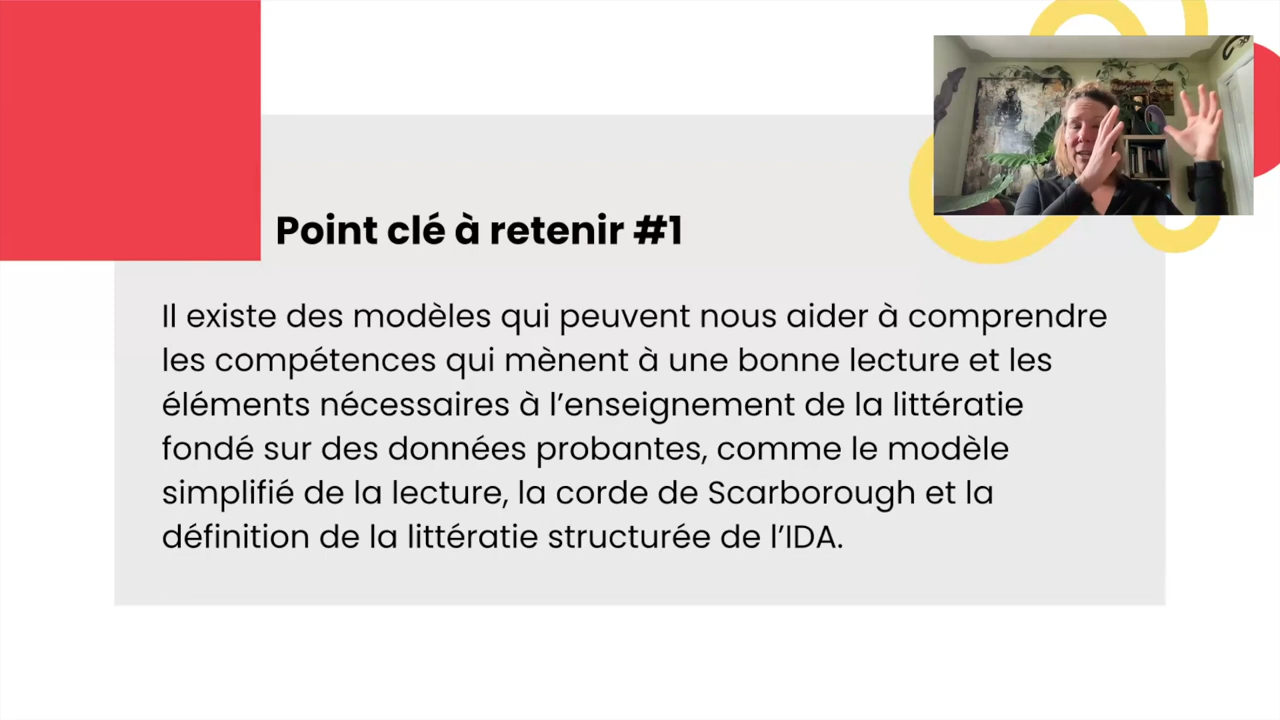 Point clé à retenir #1
Il existe des modèles qui peuvent nous aider à comprendre
les compétences qui mènent à une bonne lecture et les
éléments nécessaires à l’enseignement de la littératie
fondé sur des données probantes, comme le modèle
simplifié de la lecture, la corde de Scarborough et la
définition de la littératie structurée de l’IDA.